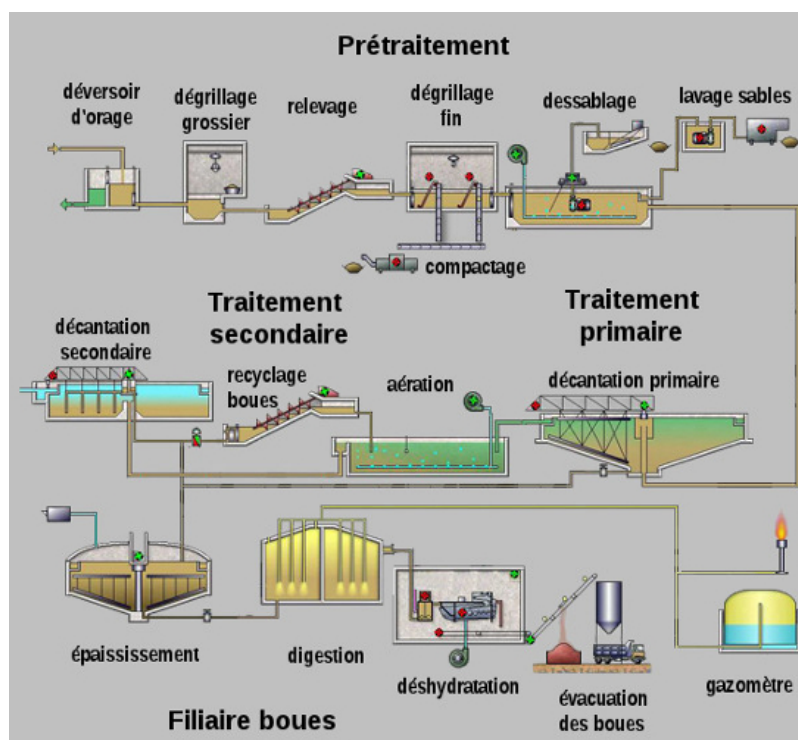 Prétraitement
déversoir
d'orage
dégrillage
grossier
relevage
dégrillage
fin
dessablage
lavage sables
compactage
Traitement
secondaire
Traitement
primaire
décantation
secondaire
recyclage
boues
aération
décantation primaire
épaississement
digestion
déshydratation
évacuation
des boues
gazomètre
Filiaire boues